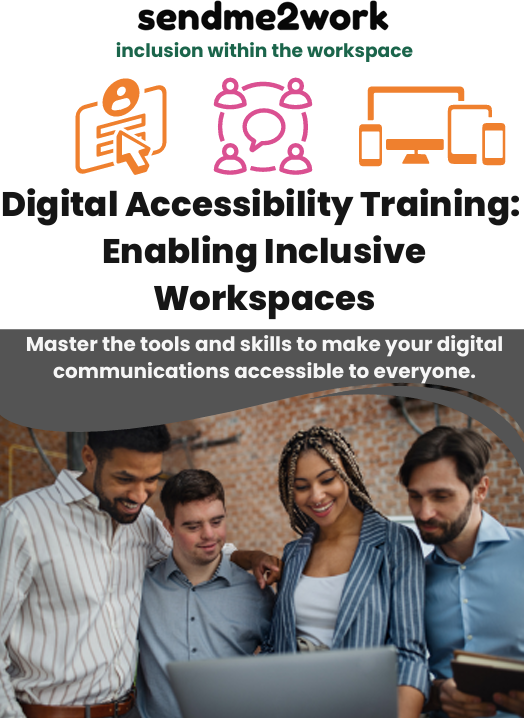 sendme2work
inclusion within the workspace
Digital Accessibility Training:
Enabling Inclusive
Workspaces
Master the tools and skills to make your digital
communications accessible to everyone.